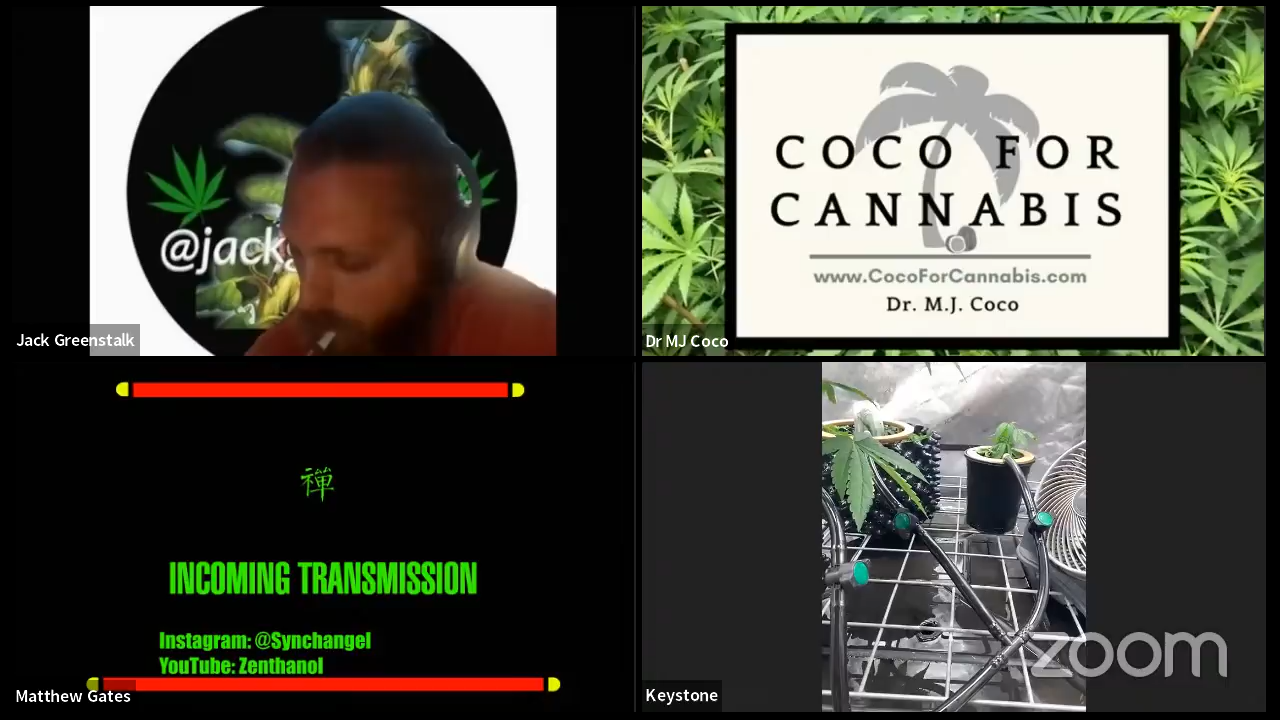 @jack
Jack Greenstalk
COCO FOR
CANNABIS
www.CocoForCannabis.com
Dr. M.J. Coco
Dr MJ Coco
禪
INCOMING TRANSMISSION
Instagram: @Synchangel
YouTube: Zenthanol
Matthew Gates
zoom
Keystone